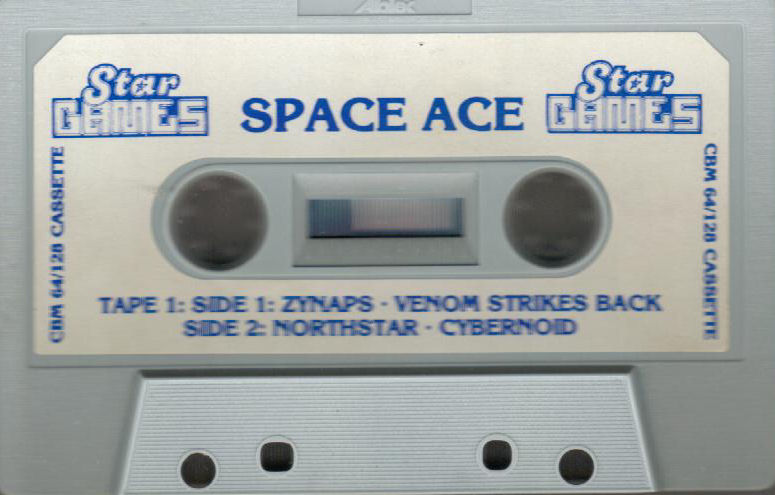 Star
GAMES
SPACE ACE
Star
GAMES
CBM 64/128 CASSETTE
CBM 64/128 CASSETTE
TAPE 1: SIDE 1: ZYNAPS · VENOM STRIKES BACK
SIDE 2: NORTHSTAR · CYBERNOID